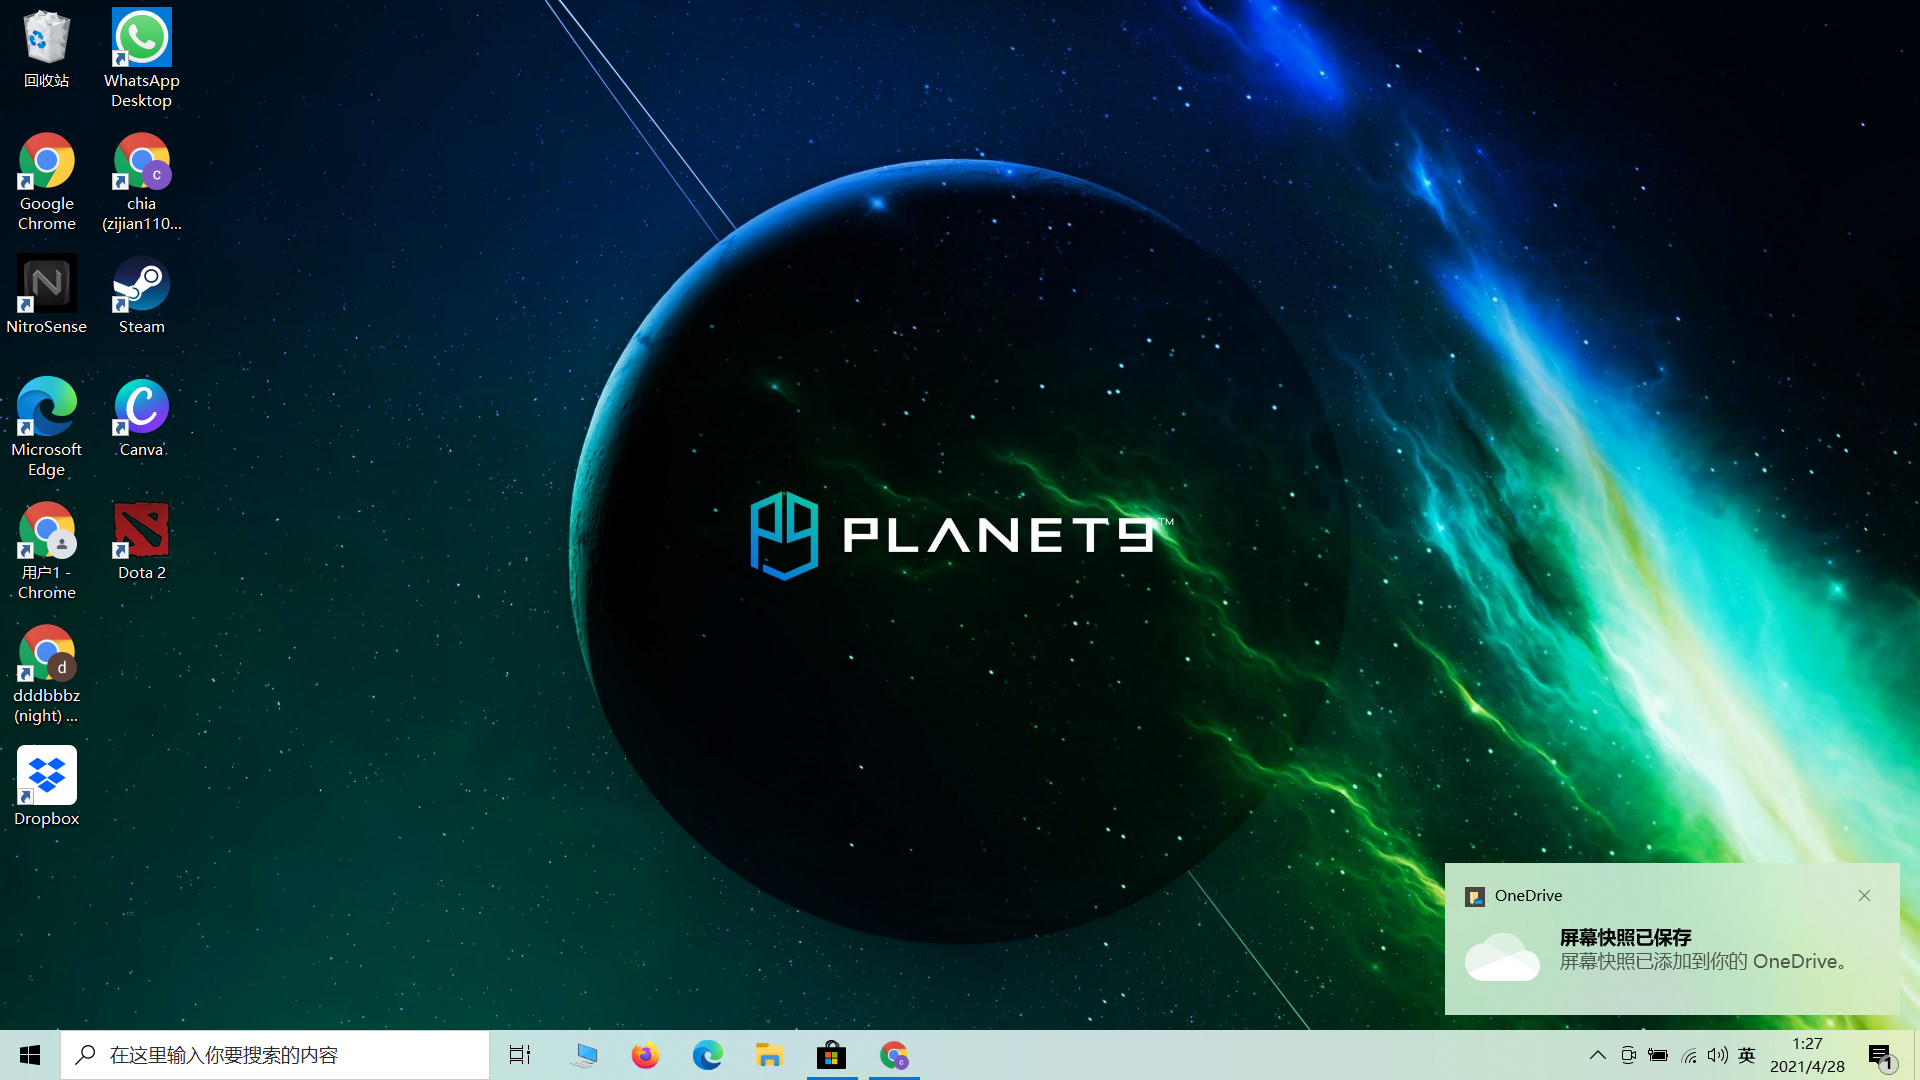 回收站
WhatsApp
Desktop
Google
Chrome
c
chia
(zijian110...
N
NitroSense
Steam
Microsoft
Edge
C
Canva
用户1 -
Chrome
Dota 2
d
dddbbbz
(night) ...
Dropbox
PLANET9™
OneDrive
屏幕快照已保存
屏幕快照已添加到你的 OneDrive。
在这里输入你要搜索的内容
c
英
1:27
2021/4/28
1